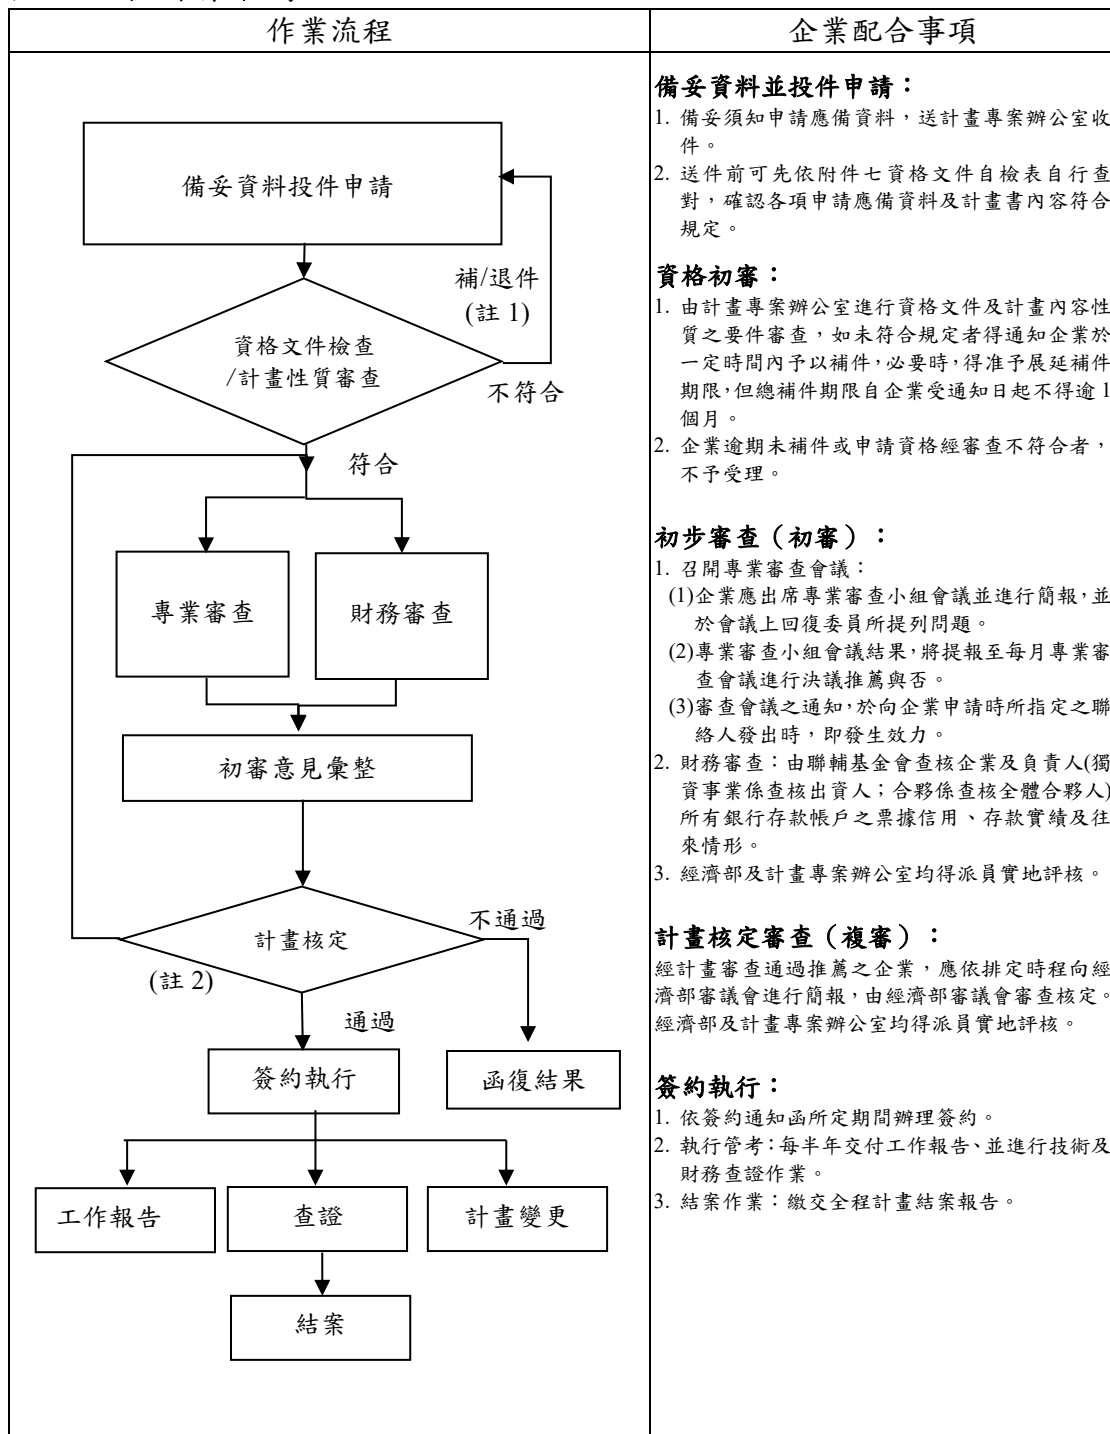 作業流程
企業配合事項
備妥資料投件申請
補/退件
(註 1)
資格文件檢查
/計畫性質審查
不符合
符合
專業審查
財務審查
初審意見彙整
不通過
計畫核定
(註 2)
通過
簽約執行
函復結果
工作報告
查證
計畫變更
結案
備妥資料並投件申請：
1. 備妥須知申請應備資料，送計畫專案辦公室收
件。
2. 送件前可先依附件七資格文件自檢表自行查
對，確認各項申請應備資料及計畫書內容符合
規定。
資格初審：
1. 由計畫專案辦公室進行資格文件及計畫內容性
質之要件審查，如未符合規定者得通知企業於
一定時間內予以補件，必要時，得准予展延補件
期限，但總補件期限自企業受通知日起不得逾 1
個月。
2. 企業逾期未補件或申請資格經審查不符合者，
不予受理。
初步審查（初審）：
1. 召開專業審查會議：
(1)企業應出席專業審查小組會議並進行簡報，並
於會議上回復委員所提列問題。
(2)專業審查小組會議結果，將提報至每月專業審
查會議進行決議推薦與否。
(3)審查會議之通知，於向企業申請時所指定之聯
絡人發出時，即發生效力。
2. 財務審查：由聯輔基金會查核企業及負責人(獨
資事業係查核出資人；合夥係查核全體合夥人)
所有銀行存款帳戶之票據信用、存款實績及往
來情形。
3. 經濟部及計畫專案辦公室均得派員實地評核。
計畫核定審查（複審）：
經計畫審查通過推薦之企業，應依排定時程向經
濟部審議會進行簡報，由經濟部審議會審查核定。
經濟部及計畫專案辦公室均得派員實地評核。
簽約執行：
1. 依簽約通知函所定期間辦理簽約。
2. 執行管考：每半年交付工作報告、並進行技術及
財務查證作業。
3. 結案作業：繳交全程計畫結案報告。